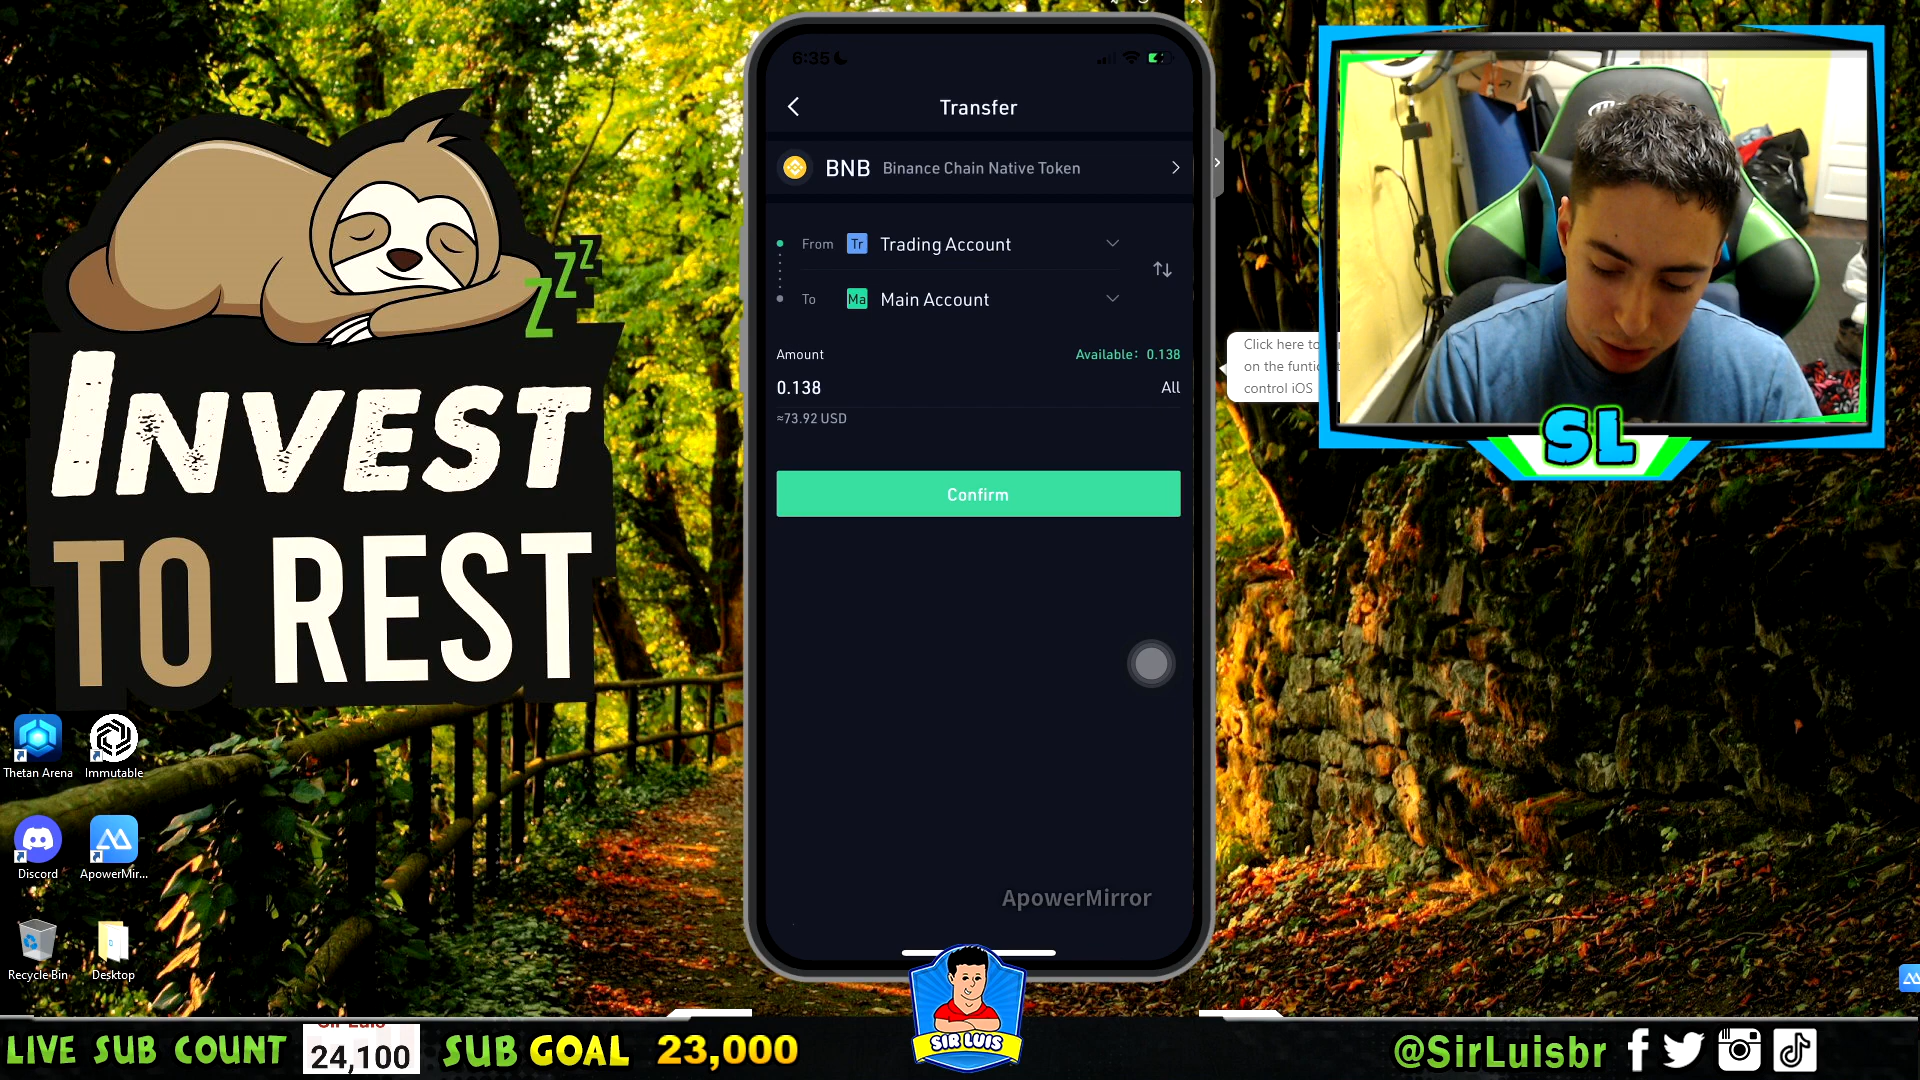 INVEST
TO REST
zzz
Thetan Arena
Immutable
Discord
ApowerMir...
Recycle Bin
Desktop
6:35
Transfer
BNB Binance Chain Native Token
From Tr Trading Account
To Ma Main Account
Amount Available: 0.138
0.138 All
≈73.92 USD
Confirm
ApowerMirror
Click here to
on the funti
control iOS
SL
LIVE SUB COUNT 24,100 SUB GOAL 23,000
SIR LUIS
@SirLuisbr